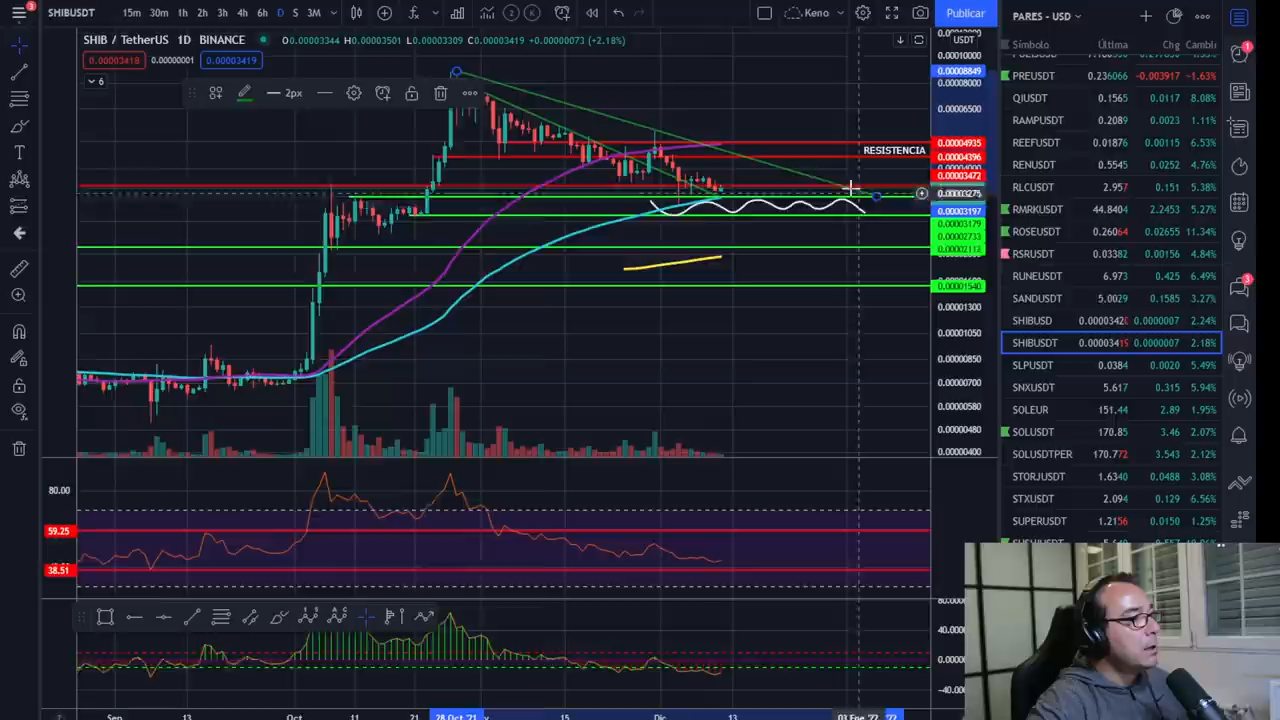 3
SHIBUSDT
15m 30m 1h 2h 3h 4h 6h D S 3M
2
K
Keno
Publicar
PARES - USD
SHIB / TetherUS 1D BINANCE O0.00003344 H0.00003501 L0.00003309 C0.00003419 +0.00000073 (+2.18%)
USDT
0.00003418 0.00000001 0.00003419
6
2px
RESISTENCIA
0.00010000
0.00008849
0.00008000
0.00006500
0.00004935
0.00004396
0.00004000
0.00003472
0.00003275
0.00003197
0.00003179
0.00002733
0.00002113
0.00001540
0.00001300
0.00001050
0.00000850
0.00000700
0.00000580
0.00000480
0.00000400
80.00
59.25
38.51
80.0000
40.0000
0.00000
-40.000
Sep 13 Oct 11 21 28 Oct '21 15 Dic 13 03 Ene '22
Símbolo Última Chg Cambi
PREUSDT 0.236066 -0.003917 -1.63%
QIUSDT 0.1565 0.0117 8.08%
RAMPUSDT 0.2089 0.0023 1.11%
REEFUSDT 0.01876 0.00115 6.53%
RENUSDT 0.5545 0.0252 4.76%
RLCUSDT 2.957 0.151 5.38%
RMRKUSDT 44.8404 2.2453 5.27%
ROSEUSDT 0.26064 0.02655 11.34%
RSRUSDT 0.03382 0.00156 4.84%
RUNEUSDT 6.973 0.425 6.49%
SANDUSDT 5.0029 0.1585 3.27%
SHIBUSD 0.0000342 0.0000007 2.24%
SHIBUSDT 0.0000341 0.0000007 2.18%
SLPUSDT 0.0384 0.0020 5.49%
SNXUSDT 5.617 0.315 5.94%
SOLEUR 151.44 2.89 1.95%
SOLUSDT 170.85 3.46 2.07%
SOLUSDTPER 170.772 3.543 2.12%
STORJUSDT 0.0488 3.08%
STXUSDT 2.094 0.129 6.56%
SUPERUSDT 1.2156 0.0150 1.25%
1
3